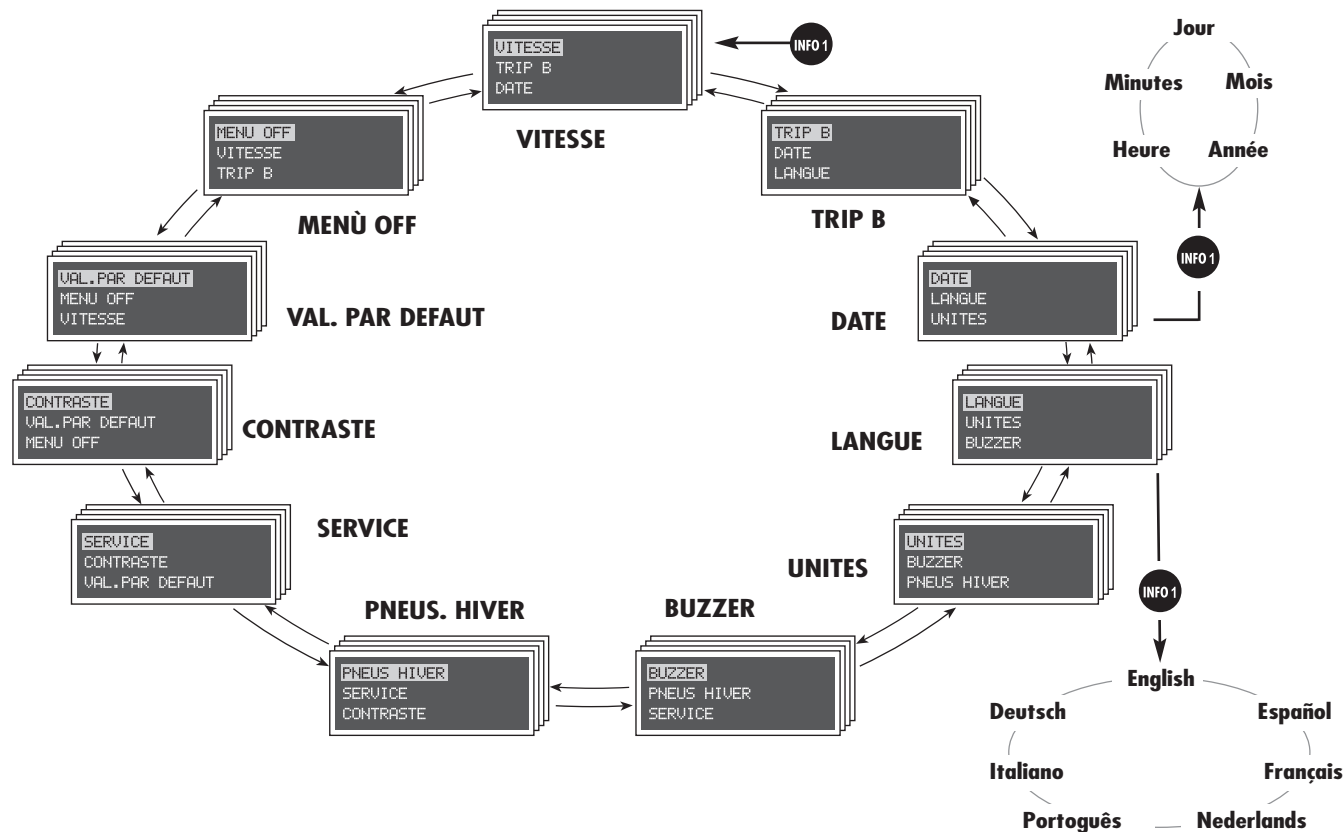 VITESSE
TRIP B
DATE
INFO 1
VITESSE
MENU OFF
VITESSE
TRIP B
MENÙ OFF
TRIP B
DATE
LANGUE
TRIP B
Jour
Minutes
Mois
Heure
Année
INFO 1
VAL.PAR DEFAUT
MENU OFF
VITESSE
VAL. PAR DEFAUT
DATE
LANGUE
UNITES
DATE
CONTRASTE
VAL.PAR DEFAUT
MENU OFF
CONTRASTE
LANGUE
UNITES
BUZZER
LANGUE
SERVICE
CONTRASTE
VAL.PAR DEFAUT
SERVICE
UNITES
BUZZER
PNEUS HIVER
UNITES
INFO 1
PNEUS. HIVER
PNEUS HIVER
SERVICE
CONTRASTE
BUZZER
BUZZER
PNEUS HIVER
SERVICE
English
Deutsch
Español
Italiano
Français
Portoguês
Nederlands